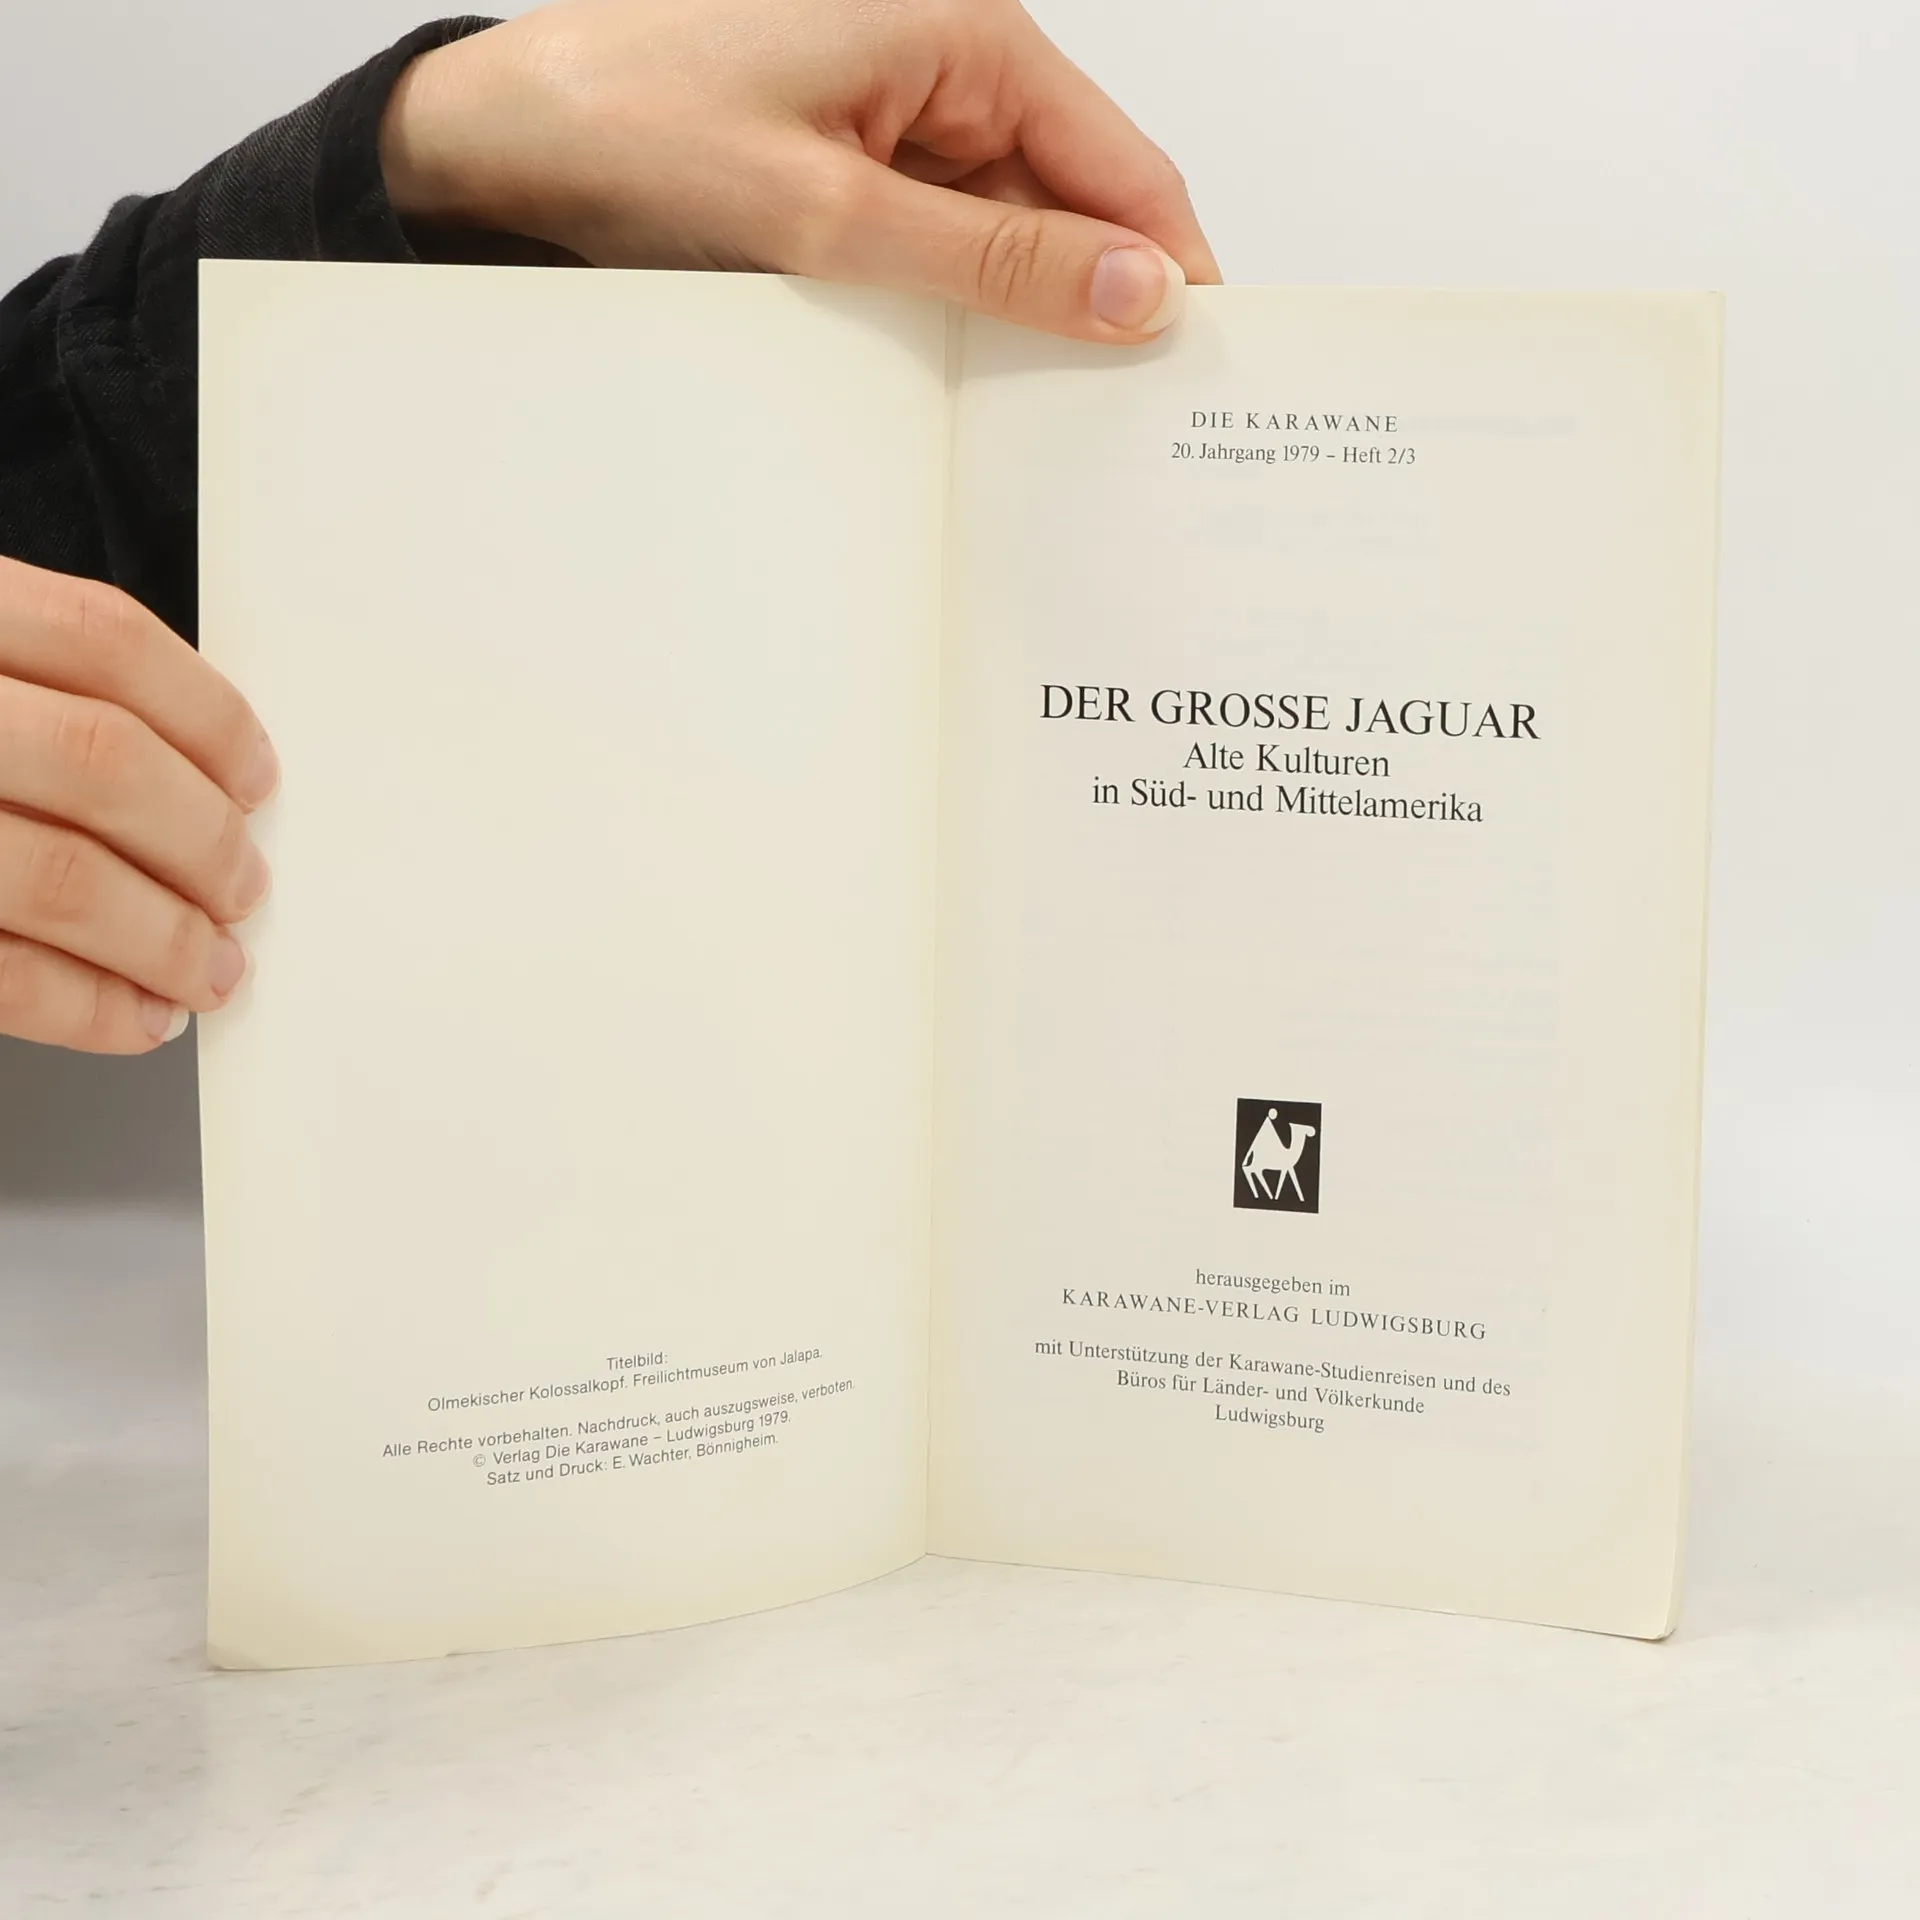 Titelbild:
Olmekischer Kolossalkopf. Freilichtmuseum von Jalapa.
Alle Rechte vorbehalten. Nachdruck, auch auszugsweise, verboten.
© Verlag Die Karawane – Ludwigsburg 1979.
Satz und Druck: E. Wachter, Bönnigheim.
DIE KARAWANE
20. Jahrgang 1979 – Heft 2/3
DER GROSSE JAGUAR
Alte Kulturen
in Süd- und Mittelamerika
herausgegeben im
KARAWANE-VERLAG LUDWIGSBURG
mit Unterstützung der Karawane-Studienreisen und des
Büros für Länder- und Völkerkunde
Ludwigsburg